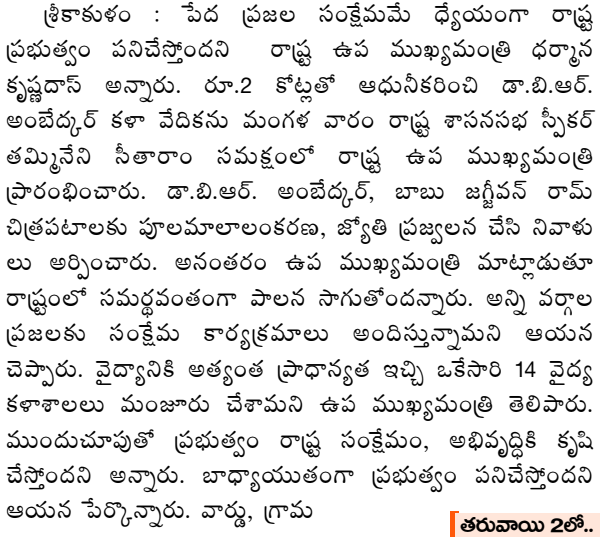 శ్రీకాకుళం : పేద ప్రజల సంక్షేమమే ధ్యేయంగా రాష్ట్ర
ప్రభుత్వం పనిచేస్తోందని రాష్ట్ర ఉప ముఖ్యమంత్రి ధర్మాన
కృష్ణదాస్ అన్నారు. రూ.2 కోట్లతో ఆధునీకరించి డా.బి.ఆర్.
అంబేద్కర్ కళా వేదికను మంగళ వారం రాష్ట్ర శాసనసభ స్పీకర్
తమ్మినేని సీతారాం సమక్షంలో రాష్ట్ర ఉప ముఖ్యమంత్రి
ప్రారంభించారు. డా.బి.ఆర్. అంబేద్కర్, బాబు జగ్జీవన్ రామ్
చిత్రపటాలకు పూలమాలాలంకరణ, జ్యోతి ప్రజ్వలన చేసి నివాళు
లు అర్పించారు. అనంతరం ఉప ముఖ్యమంత్రి మాట్లాడుతూ
రాష్ట్రంలో సమర్థవంతంగా పాలన సాగుతోందన్నారు. అన్ని వర్గాల
ప్రజలకు సంక్షేమ కార్యక్రమాలు అందిస్తున్నామని ఆయన
చెప్పారు. వైద్యానికి అత్యంత ప్రాధాన్యత ఇచ్చి ఒకేసారి 14 వైద్య
కళాశాలలు మంజూరు చేశామని ఉప ముఖ్యమంత్రి తెలిపారు.
ముందుచూపుతో ప్రభుత్వం రాష్ట్ర సంక్షేమం, అభివృద్ధికి కృషి
చేస్తోందని అన్నారు. బాధ్యాయుతంగా ప్రభుత్వం పనిచేస్తోందని
ఆయన పేర్కొన్నారు. వార్డు, గ్రామ
తరువాయి 2లో..